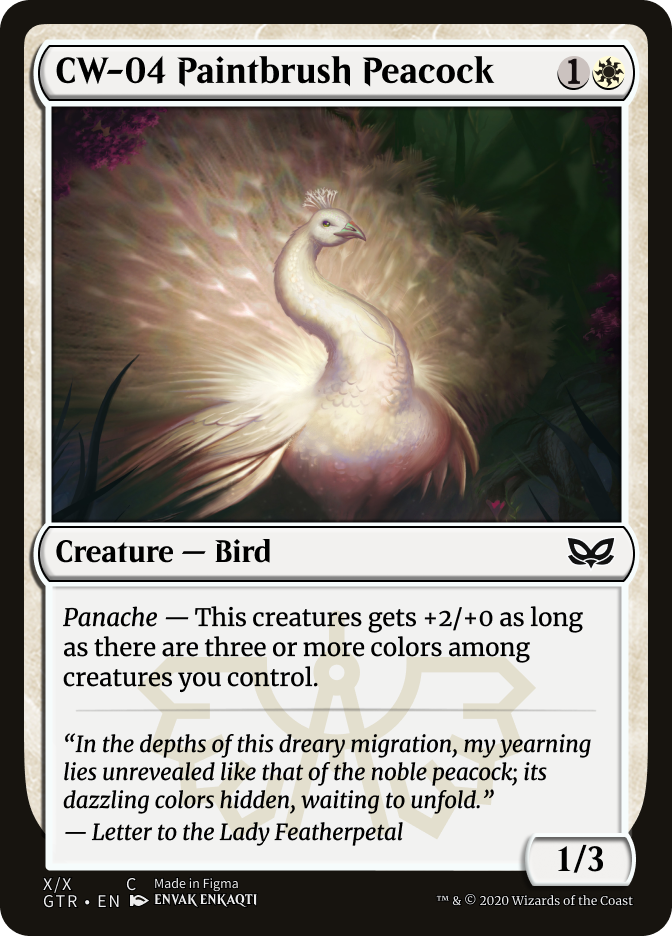 CW-04 Paintbrush Peacock 1
Creature — Bird
Panache — This creatures gets +2/+0 as long
as there are three or more colors among
creatures you control.
“In the depths of this dreary migration, my yearning
lies unrevealed like that of the noble peacock; its
dazzling colors hidden, waiting to unfold.”
— Letter to the Lady Featherpetal
1/3
X/X C Made in Figma
GTR • EN ENVAK ENKAQTI
™ & © 2020 Wizards of the Coast